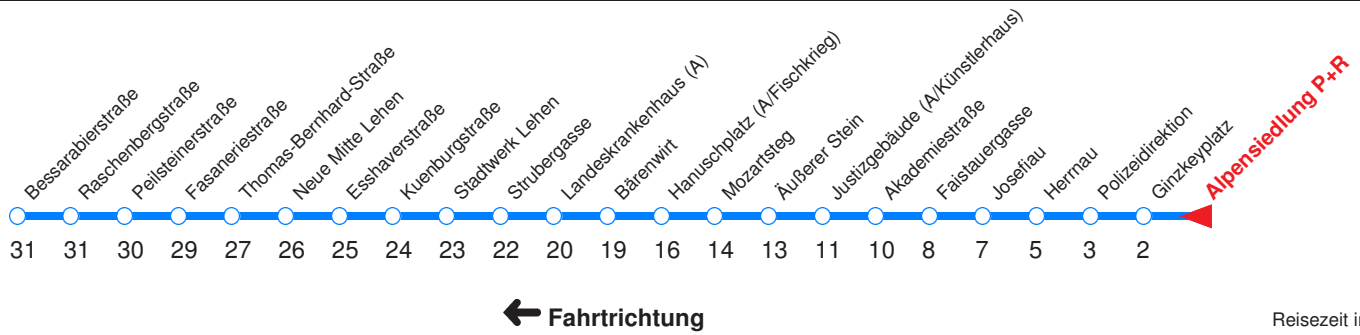 Bessarabierstraße
Raschenbergstraße
Peilsteinerstraße
Fasaneriestraße
Thomas-Bernhard-Straße
Neue Mitte Lehen
Esshaverstraße
Kuenburgstraße
Stadtwerk Lehen
Strubergasse
Landeskrankenhaus (A)
Bärenwirt
Hanuschplatz (A/Fischkrieg)
Mozartsteg
Äußerer Stein
Justizgebäude (A/Künstlerhaus)
Akademiestraße
Faistauergasse
Josefiau
Herrnau
Polizeidirektion
Ginzkeyplatz
Alpensiedlung P+R
31 31 30 29 27 26 25 24 23 22 20 19 16 14 13 11 10 8 7 5 3 2
Fahrtrichtung
Reisezeit in